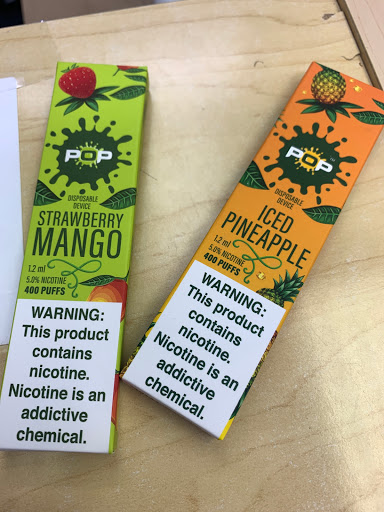 POP
DISPOSABLE
DEVICE
STRAWBERRY
MANGO
1.2 ml
5.0% NICOTINE
400 PUFFS
WARNING:
This product
contains
nicotine.
Nicotine is an
addictive
chemical.
POP™
DISPOSABLE
DEVICE
ICED
PINEAPPLE
1.2 ml
5.0% NICOTINE
400 PUFFS
WARNING:
This product
contains
nicotine.
Nicotine is an
addictive
chemical.